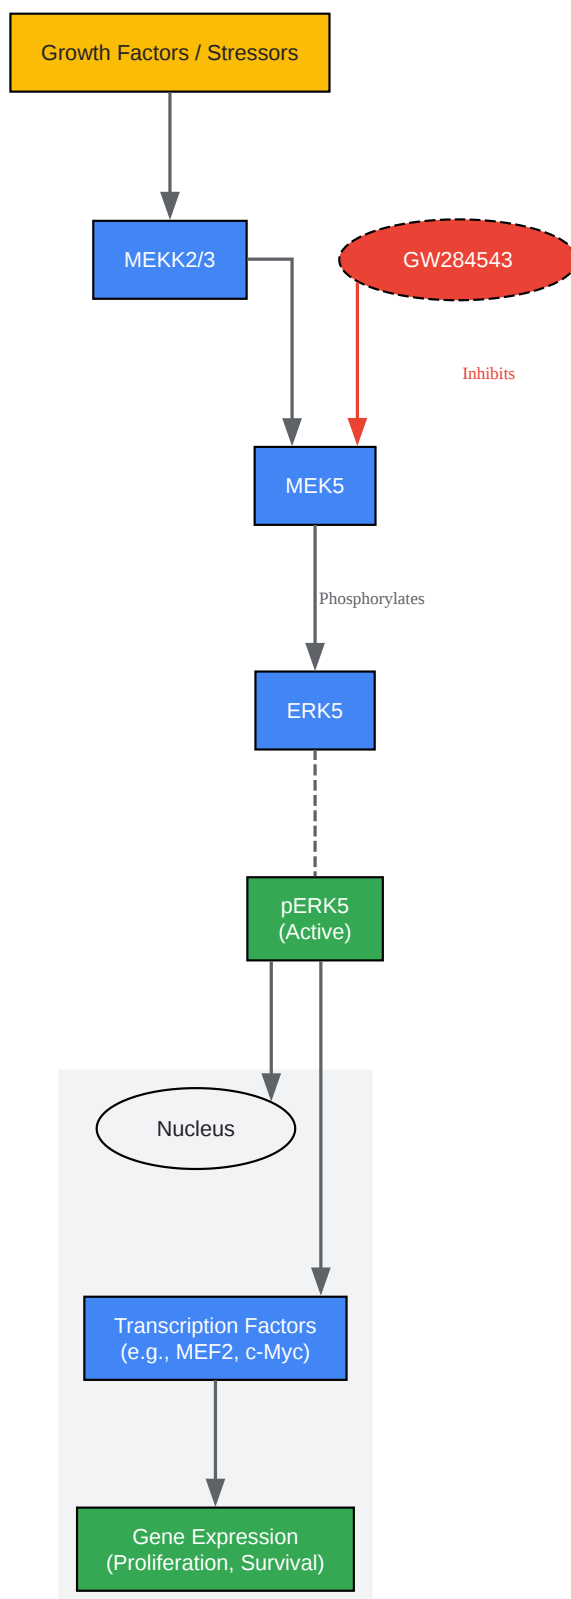 Growth Factors / Stressors
MEKK2/3
GW284543
Inhibits
MEK5
Phosphorylates
ERK5
pERK5
(Active)
Nucleus
Transcription Factors
(e.g., MEF2, c-Myc)
Gene Expression
(Proliferation, Survival)